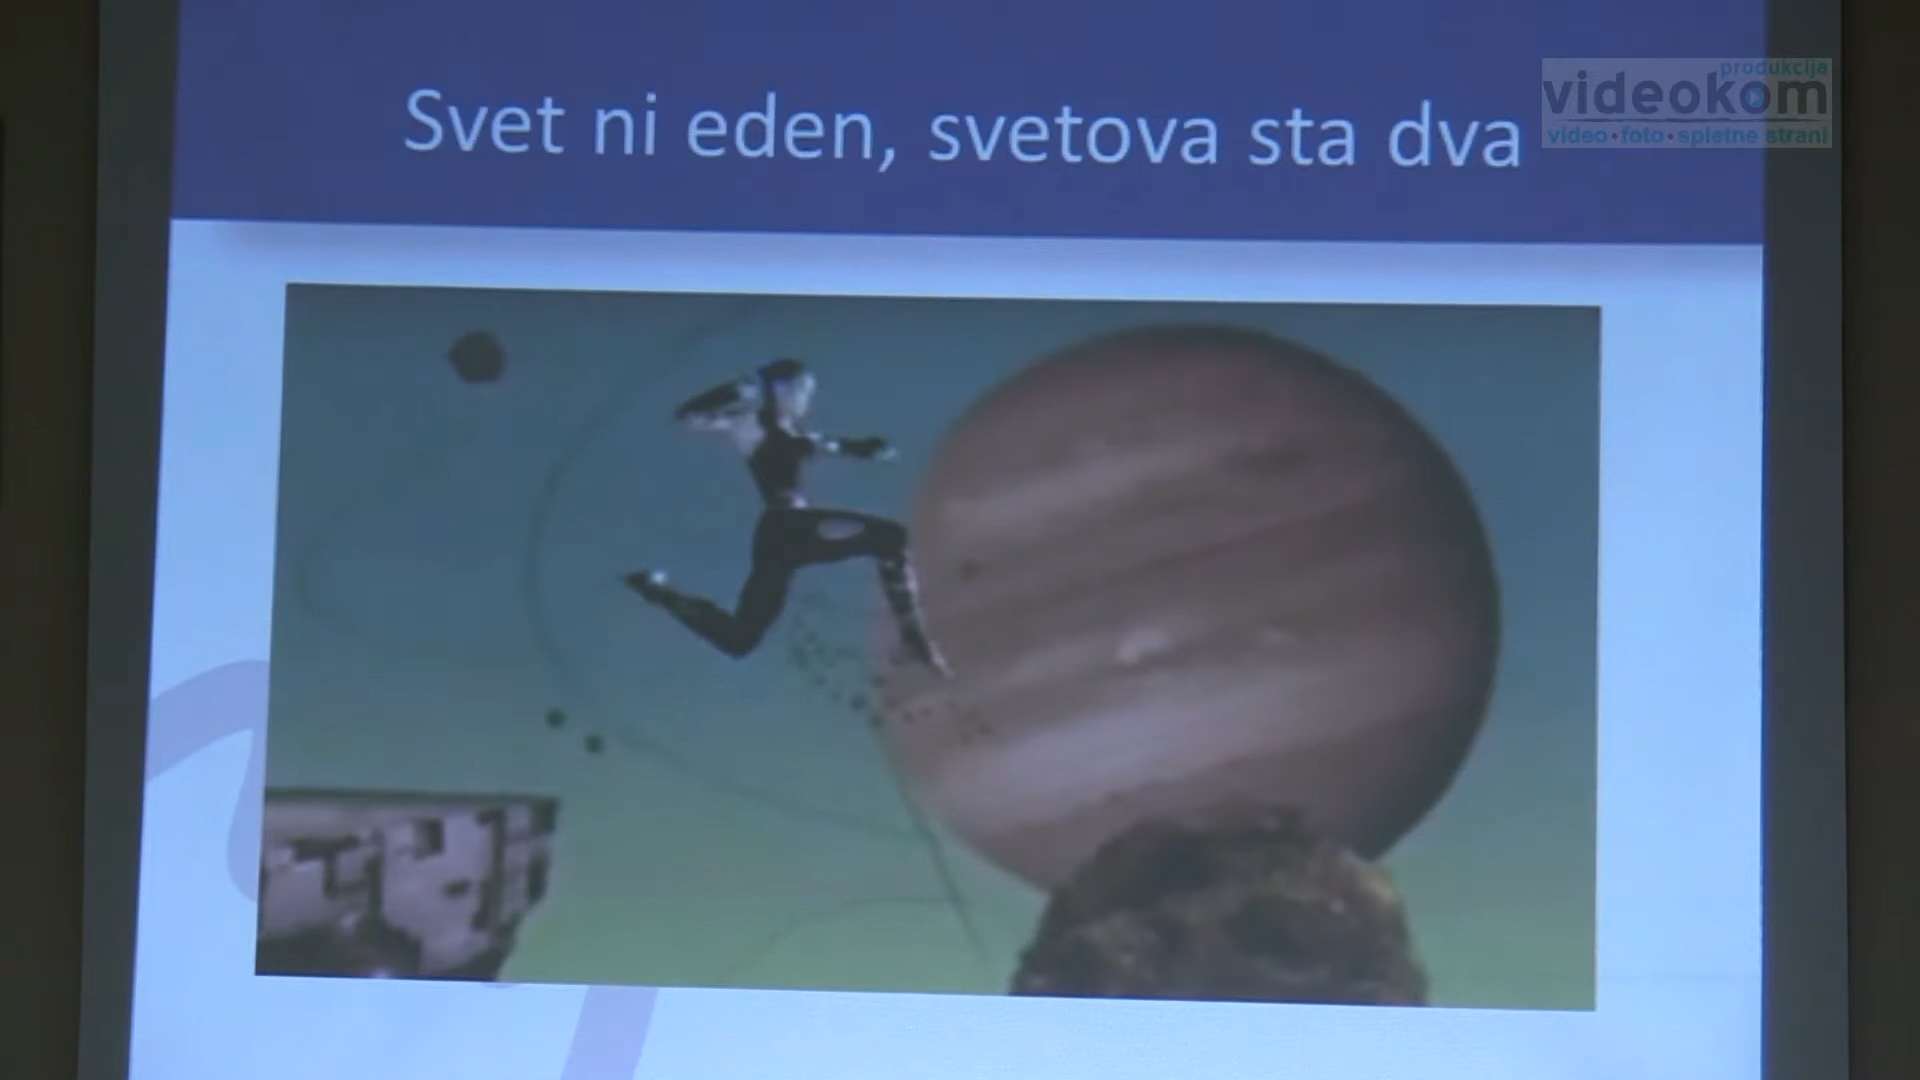 Svet ni eden, svetova sta dva
produkcija
videokom
video·foto·spletne strani